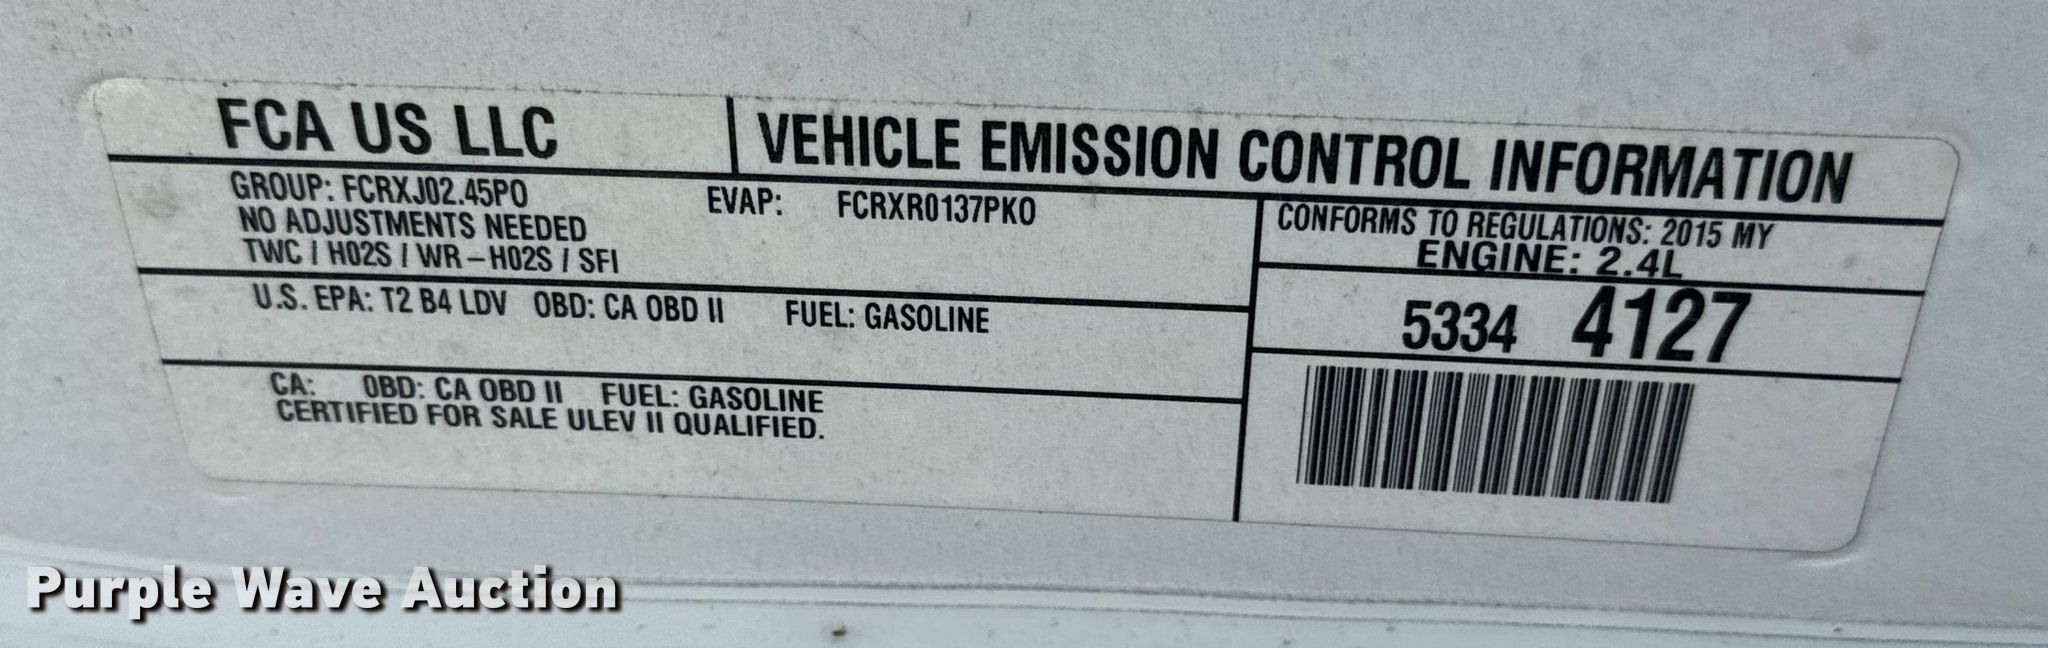 FCA US LLC
VEHICLE EMISSION CONTROL INFORMATION
GROUP: FCRXJ02.45P0
EVAP: FCRXR0137PK0
NO ADJUSTMENTS NEEDED
TWC / H02S / WR-H02S / SFI
CONFORMS TO REGULATIONS: 2015 MY
ENGINE: 2.4L
U.S. EPA: T2 B4 LDV OBD: CA OBD II FUEL: GASOLINE
5334 4127
CA: OBD: CA OBD II FUEL: GASOLINE
CERTIFIED FOR SALE ULEV II QUALIFIED.
Purple Wave Auction